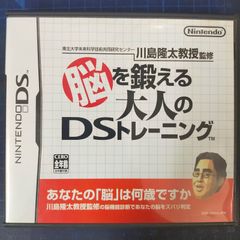 Nintendo
東北大学未来科学技術共同研究センター
川島隆太教授監修
脳を鍛える
大人の
DSトレーニング
TM
NINTENDO DS
CERO
全年齢
あなたの「脳」は何歳ですか
川島隆太教授監修の脳機能診断であなたの脳をズバリ判定